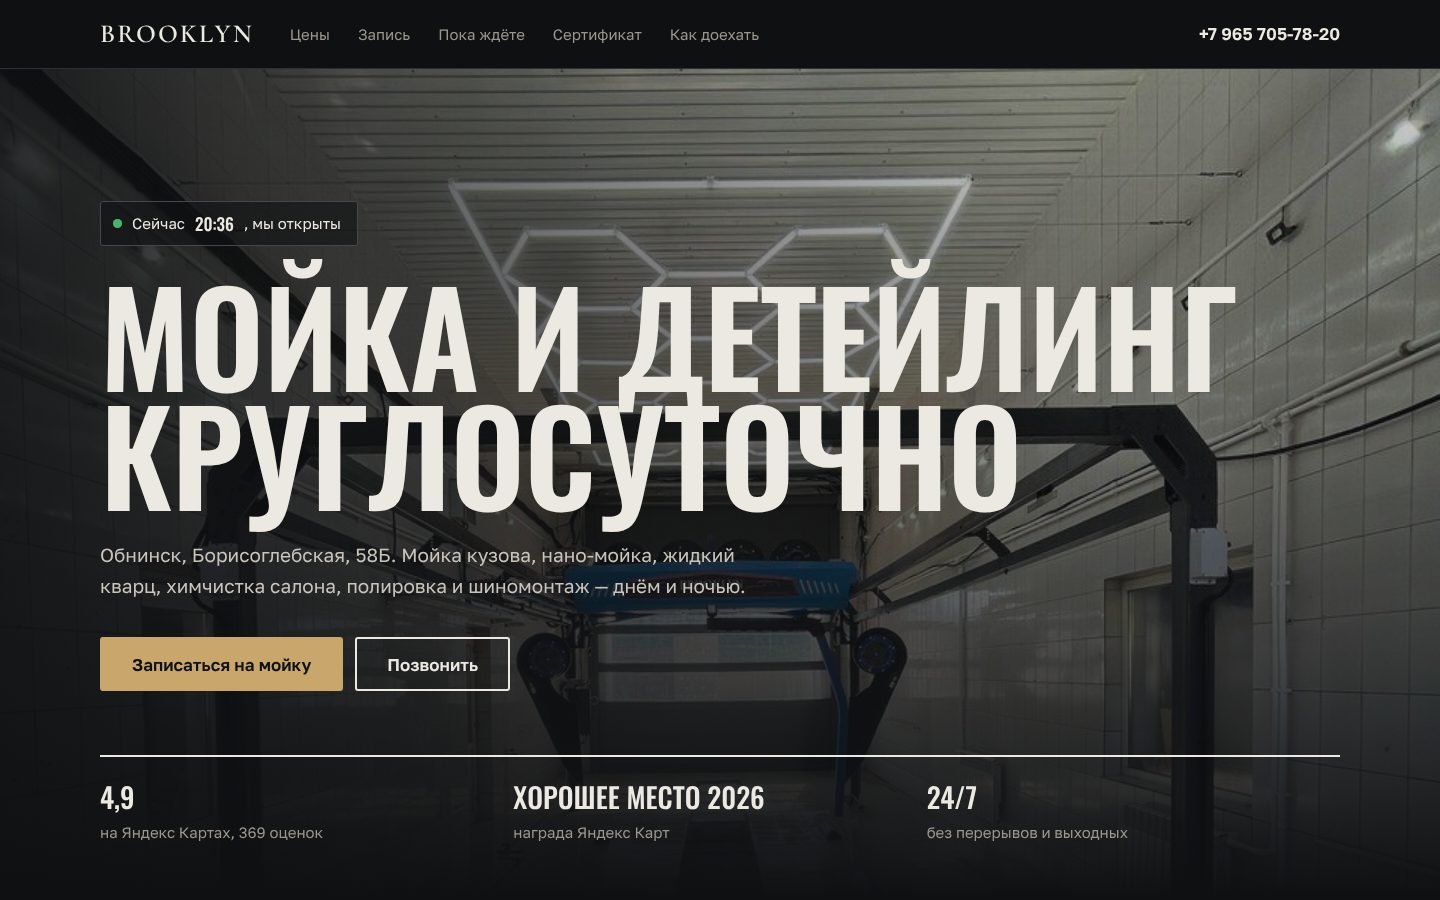 BROOKLYN
Цены
Запись
Пока ждёте
Сертификат
Как доехать
+7 965 705-78-20
Сейчас 20:36 , мы открыты
МОЙКА И ДЕТЕЙЛИНГ
КРУГЛОСУТОЧНО
Обнинск, Борисоглебская, 58Б. Мойка кузова, нано-мойка, жидкий
кварц, химчистка салона, полировка и шиномонтаж — днём и ночью.
Записаться на мойку
Позвонить
4,9
на Яндекс Картах, 369 оценок
ХОРОШЕЕ МЕСТО 2026
награда Яндекс Карт
24/7
без перерывов и выходных